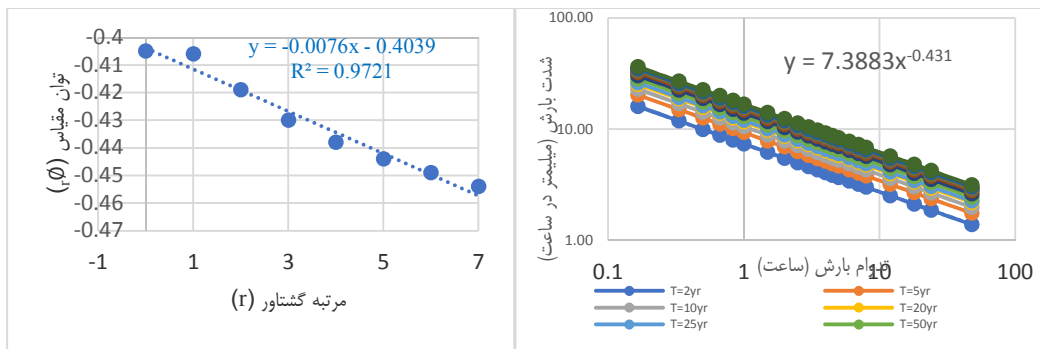 -0.4
-0.41
-0.42
-0.43
-0.44
-0.45
-0.46
-0.47
y = -0.0076x - 0.4039
R² = 0.9721
توان مقیاس (Ør)
-1 1 3 5 7
مرتبه گشتاور (r)
100.00
10.00
1.00
y = 7.3883x-0.431
شدت بارش (میلیمتر در ساعت)
0.1 1 10 100
تداوم بارش (ساعت)
T=2yr T=5yr
T=10yr T=20yr
T=25yr T=50yr